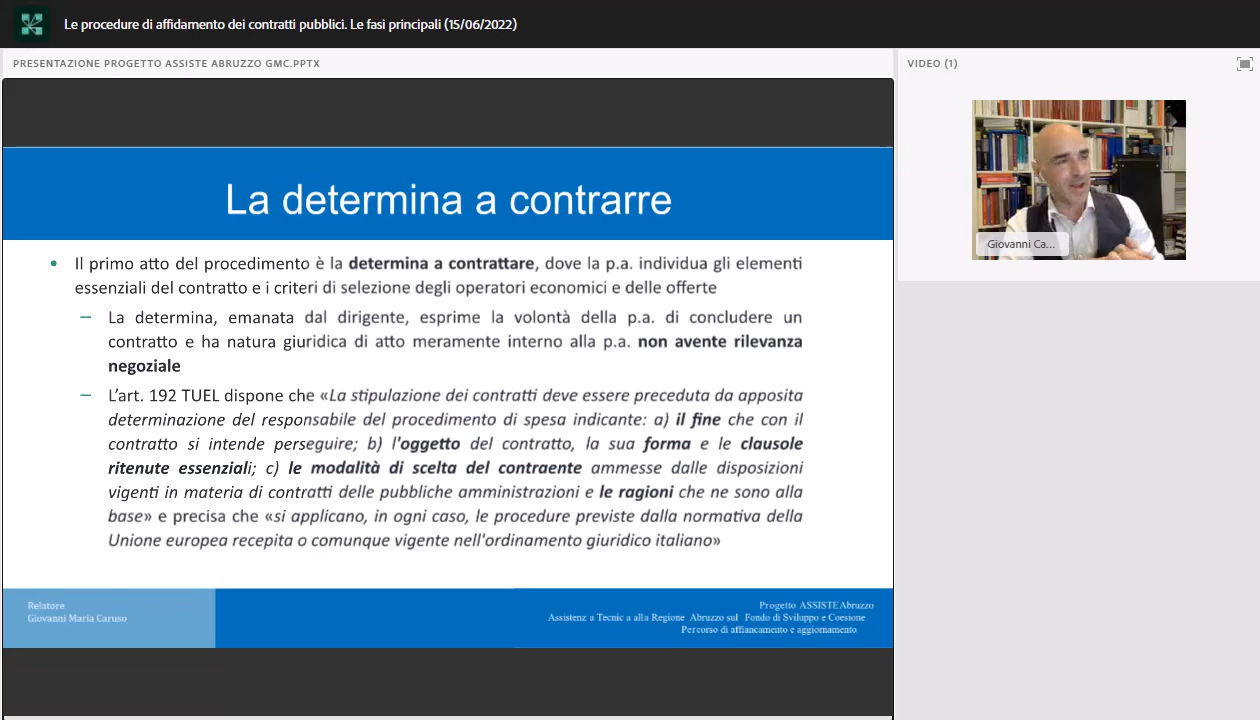 Le procedure di affidamento dei contratti pubblici. Le fasi principali (15/06/2022)
PRESENTAZIONE PROGETTO ASSISTE ABRUZZO GMC.PPTX
VIDEO (1)
La determina a contrarre
• Il primo atto del procedimento è la determina a contrattare, dove la p.a. individua gli elementi
essenziali del contratto e i criteri di selezione degli operatori economici e delle offerte
– La determina, emanata dal dirigente, esprime la volontà della p.a. di concludere un
contratto e ha natura giuridica di atto meramente interno alla p.a. non avente rilevanza
negoziale
– L'art. 192 TUEL dispone che «La stipulazione dei contratti deve essere preceduta da apposita
determinazione del responsabile del procedimento di spesa indicante: a) il fine che con il
contratto si intende perseguire; b) l'oggetto del contratto, la sua forma e le clausole
ritenute essenziali; c) le modalità di scelta del contraente ammesse dalle disposizioni
vigenti in materia di contratti delle pubbliche amministrazioni e le ragioni che ne sono alla
base» e precisa che «si applicano, in ogni caso, le procedure previste dalla normativa della
Unione europea recepita o comunque vigente nell'ordinamento giuridico italiano»
Giovanni Ca...
Relatore
Giovanni Maria Caruso
Progetto ASSISTE Abruzzo
Assistenz a Tecnic a alla Regione Abruzzo sul Fondo di Sviluppo e Coesione
Percorso di affiancamento e aggiornamento